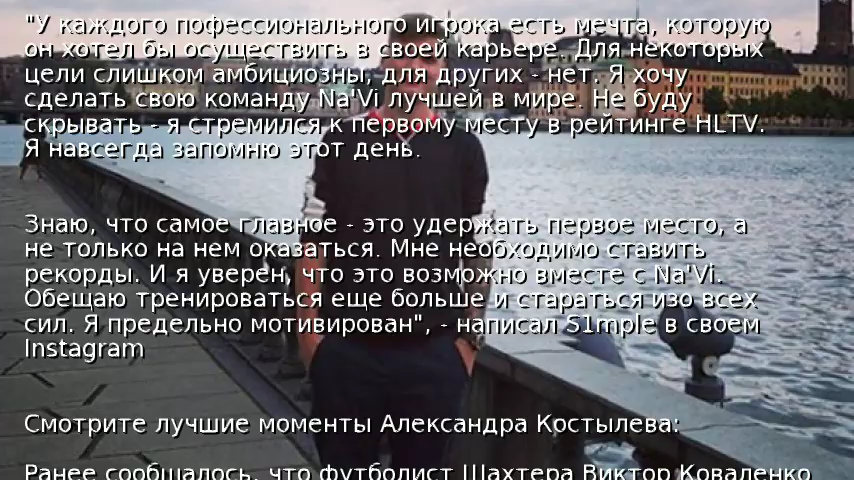 "У каждого пофессионального игрока есть мечта, которую
он хотел бы осуществить в своей карьере. Для некоторых
цели слишком амбициозны, для других - нет. Я хочу
сделать свою команду Na'Vi лучшей в мире. Не буду
скрывать - я стремился к первому месту в рейтинге HLTV.
Я навсегда запомню этот день.
Знаю, что самое главное - это удержать первое место, а
не только на нем оказаться. Мне необходимо ставить
рекорды. И я уверен, что это возможно вместе с Na'Vi.
Обещаю тренироваться еще больше и стараться изо всех
сил. Я предельно мотивирован", - написал S1mple в своем
Instagram
Смотрите лучшие моменты Александра Костылева:
Ранее сообщалось, что футболист Шахтера Виктор Коваленко